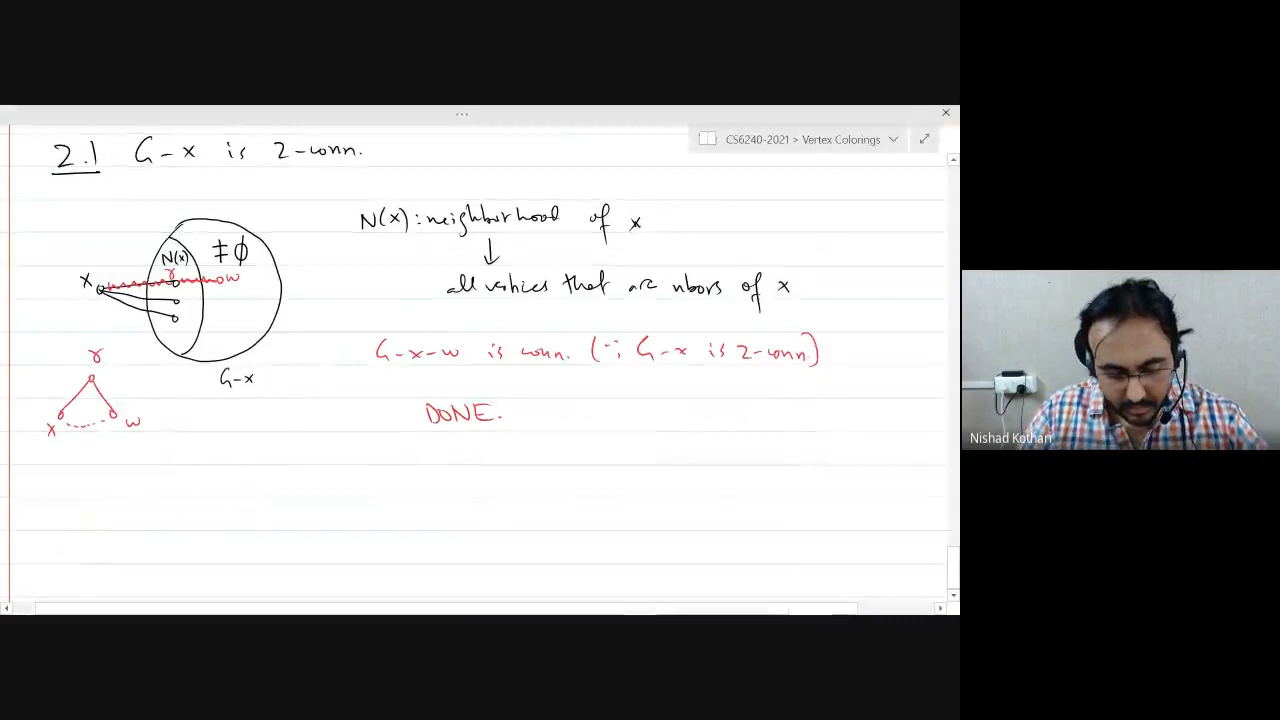 CS6240-2021 > Vertex Colorings
2.1 G-x is 2-conn.
N(x): neighborhood of x
↓
all vertices that are nbors of x
N(x) ≠ ϕ
x r w
G-x
G-x-w is conn. (∵ G-x is 2-conn.)
r
x w
DONE.
Nishad Kothari